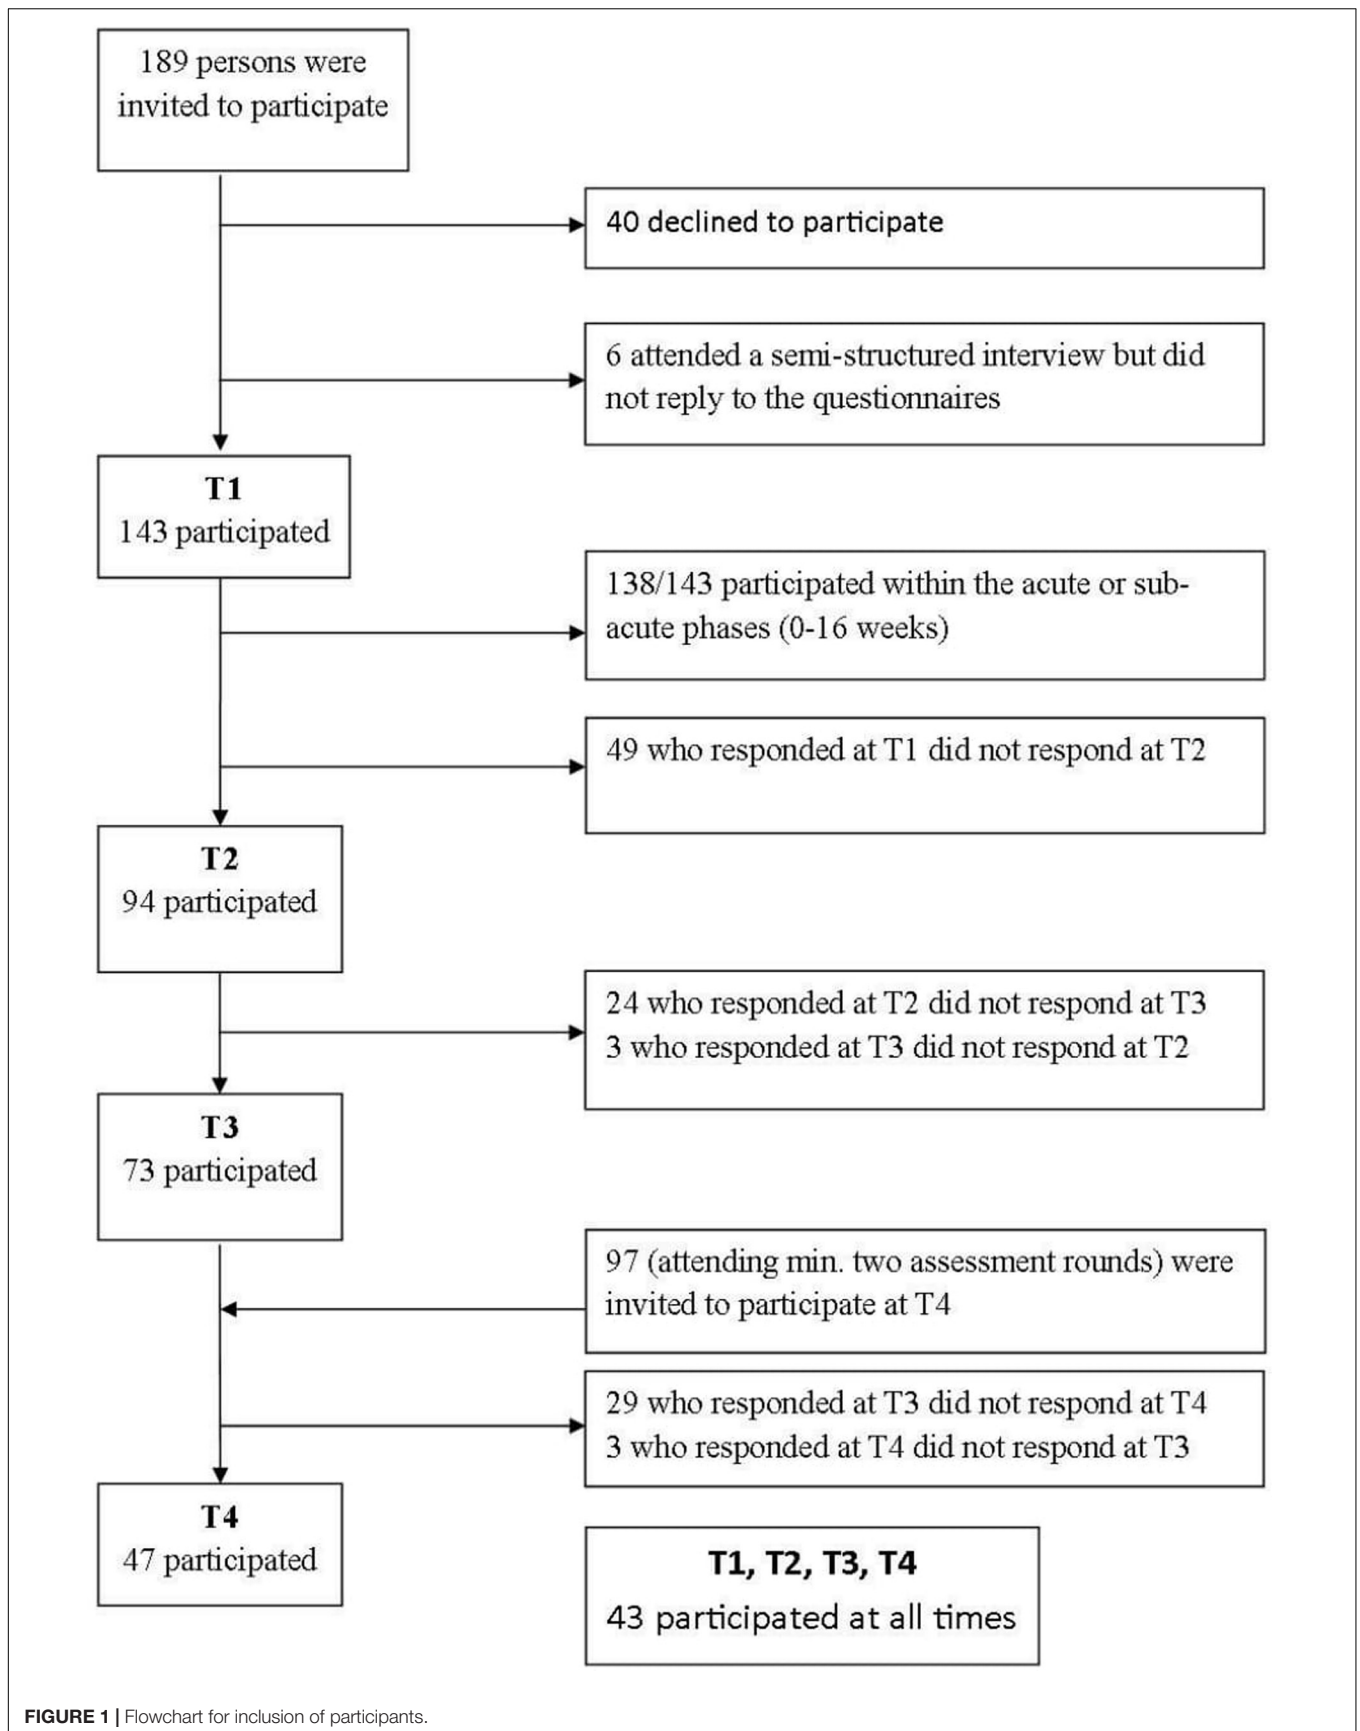 189 persons were
invited to participate
40 declined to participate
6 attended a semi-structured interview but did
not reply to the questionnaires
T1
143 participated
138/143 participated within the acute or sub-
acute phases (0-16 weeks)
49 who responded at T1 did not respond at T2
T2
94 participated
24 who responded at T2 did not respond at T3
3 who responded at T3 did not respond at T2
T3
73 participated
97 (attending min. two assessment rounds) were
invited to participate at T4
29 who responded at T3 did not respond at T4
3 who responded at T4 did not respond at T3
T4
47 participated
T1, T2, T3, T4
43 participated at all times
FIGURE 1 | Flowchart for inclusion of participants.